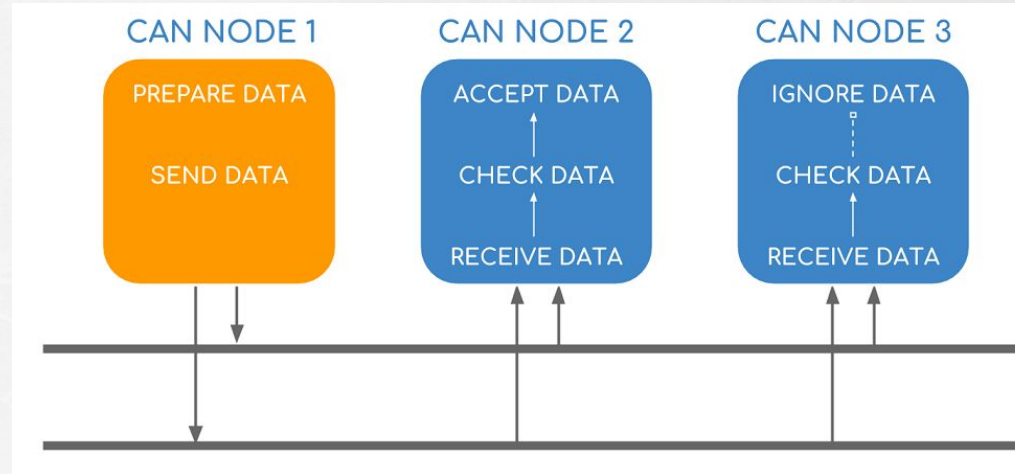 CAN NODE 1
PREPARE DATA
SEND DATA
CAN NODE 2
ACCEPT DATA
CHECK DATA
RECEIVE DATA
CAN NODE 3
IGNORE DATA
CHECK DATA
RECEIVE DATA